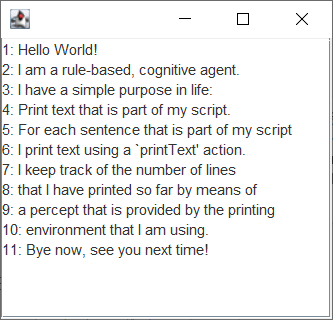 1: Hello World!
2: I am a rule-based, cognitive agent.
3: I have a simple purpose in life:
4: Print text that is part of my script.
5: For each sentence that is part of my script
6: I print text using a `printText' action.
7: I keep track of the number of lines
8: that I have printed so far by means of
9: a percept that is provided by the printing
10: environment that I am using.
11: Bye now, see you next time!